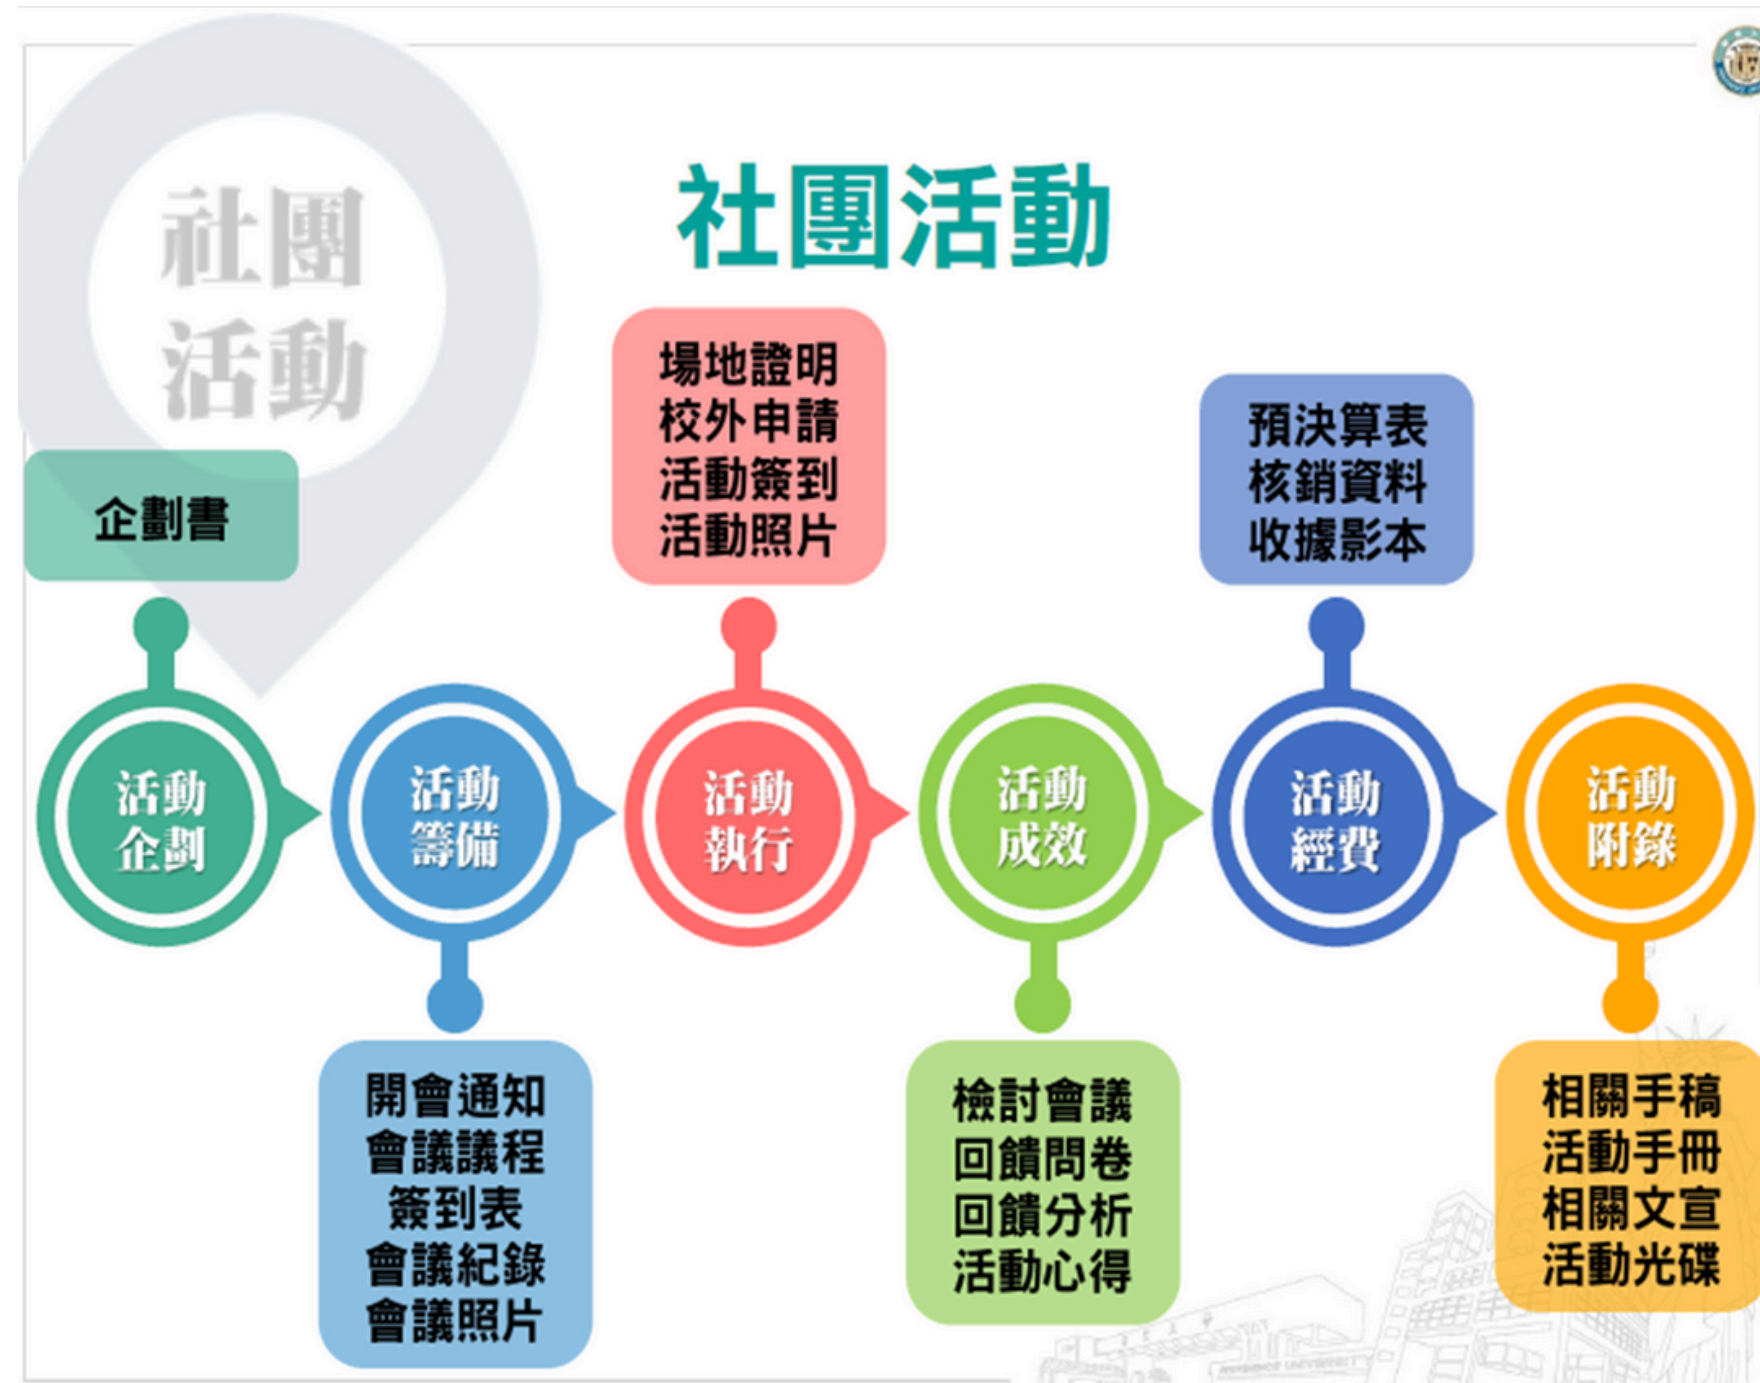 社團
活動
社團活動
企劃書
場地證明
校外申請
活動簽到
活動照片
預決算表
核銷資料
收據影本
活動
企劃
活動
籌備
活動
執行
活動
成效
活動
經費
活動
附錄
開會通知
會議議程
簽到表
會議紀錄
會議照片
檢討會議
回饋問卷
回饋分析
活動心得
相關手稿
活動手冊
相關文宣
活動光碟
PROVIDENCE UNIVERSITY